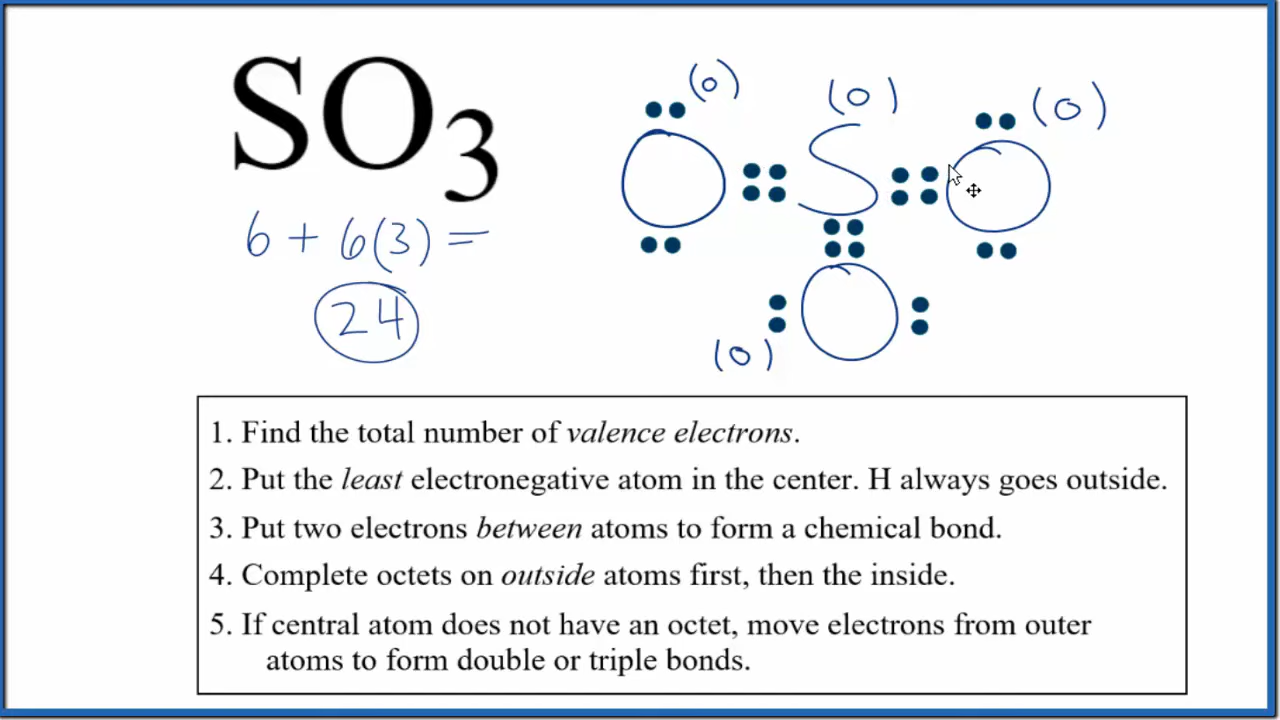 SO₃
6 + 6(3) =
24
(0) (0) (0)
O S O
O
(0)
1. Find the total number of valence electrons.
2. Put the least electronegative atom in the center. H always goes outside.
3. Put two electrons between atoms to form a chemical bond.
4. Complete octets on outside atoms first, then the inside.
5. If central atom does not have an octet, move electrons from outer
atoms to form double or triple bonds.